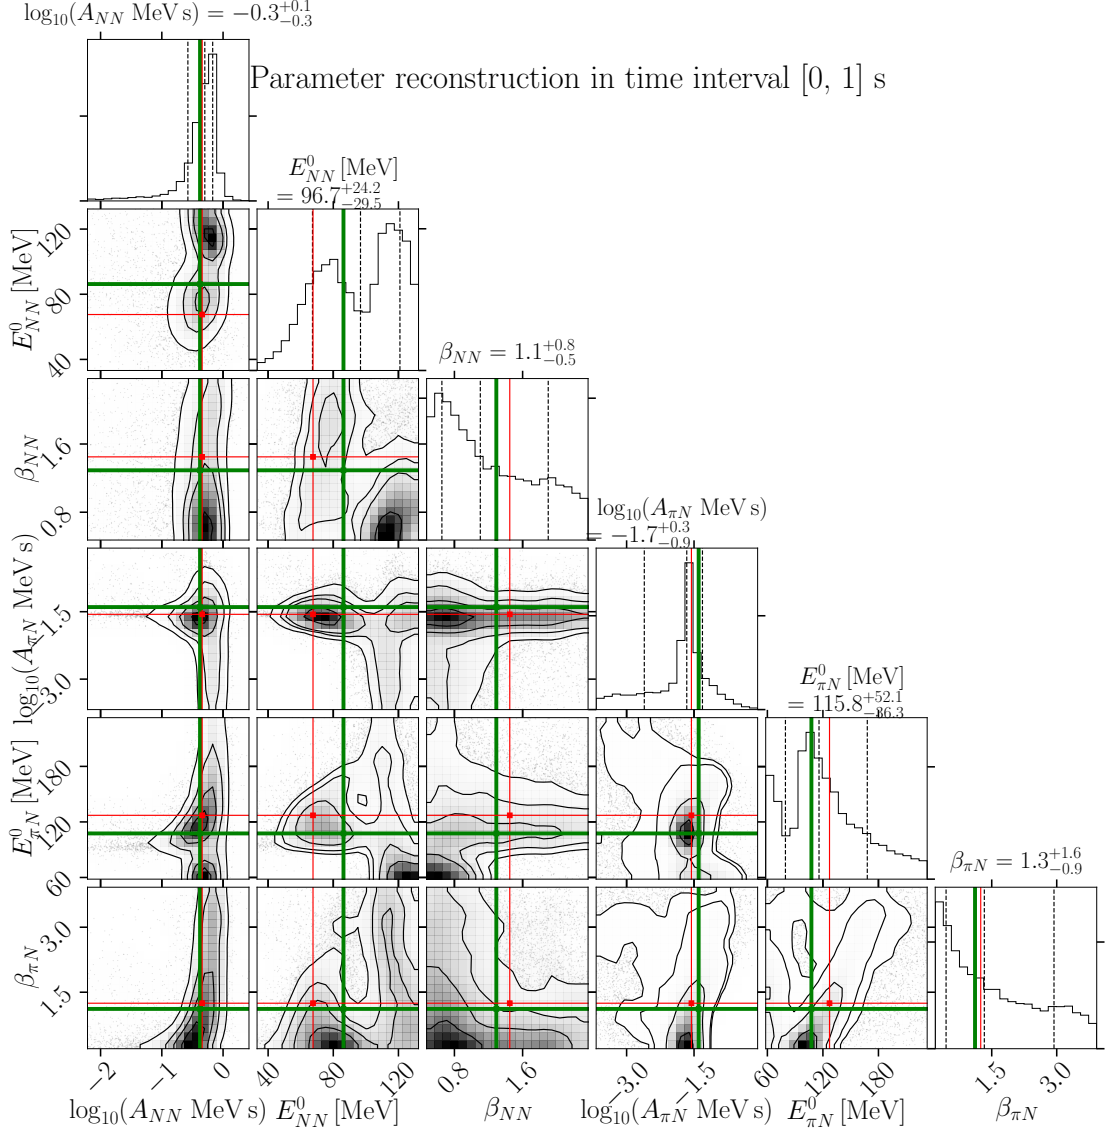 log₁₀(A_NN MeV s) = −0.3^{+0.1}_{−0.3}
Parameter reconstruction in time interval [0, 1] s
E⁰_NN [MeV]
= 96.7^{+24.2}_{−29.5}
120
80
40
E⁰_NN [MeV]
β_NN = 1.1^{+0.8}_{−0.5}
1.6
0.8
β_NN
log₁₀(A_πN MeV s)
= −1.7^{+0.3}_{−0.9}
−1.5
−3.0
log₁₀(A_πN MeV s)
E⁰_πN [MeV]
= 115.8^{+52.1}_{−36.3}
180
120
60
E⁰_πN [MeV]
β_πN = 1.3^{+1.6}_{−0.9}
3.0
1.5
β_πN
−2 −1 0 40 80 120 0.8 1.6 −3.0 −1.5 60 120 180 1.5 3.0
log₁₀(A_NN MeV s) E⁰_NN [MeV] β_NN log₁₀(A_πN MeV s) E⁰_πN [MeV] β_πN